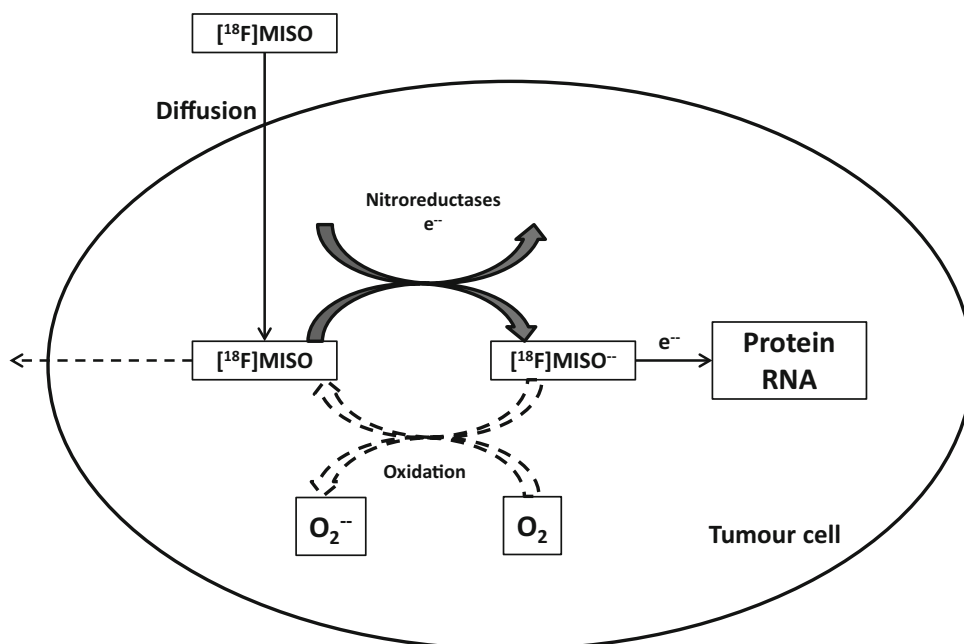 [¹⁸F]MISO
Diffusion
Nitroreductases
e⁻⁻
[¹⁸F]MISO
[¹⁸F]MISO⁻⁻
e⁻⁻
Protein
RNA
Oxidation
O₂⁻⁻
O₂
Tumour cell